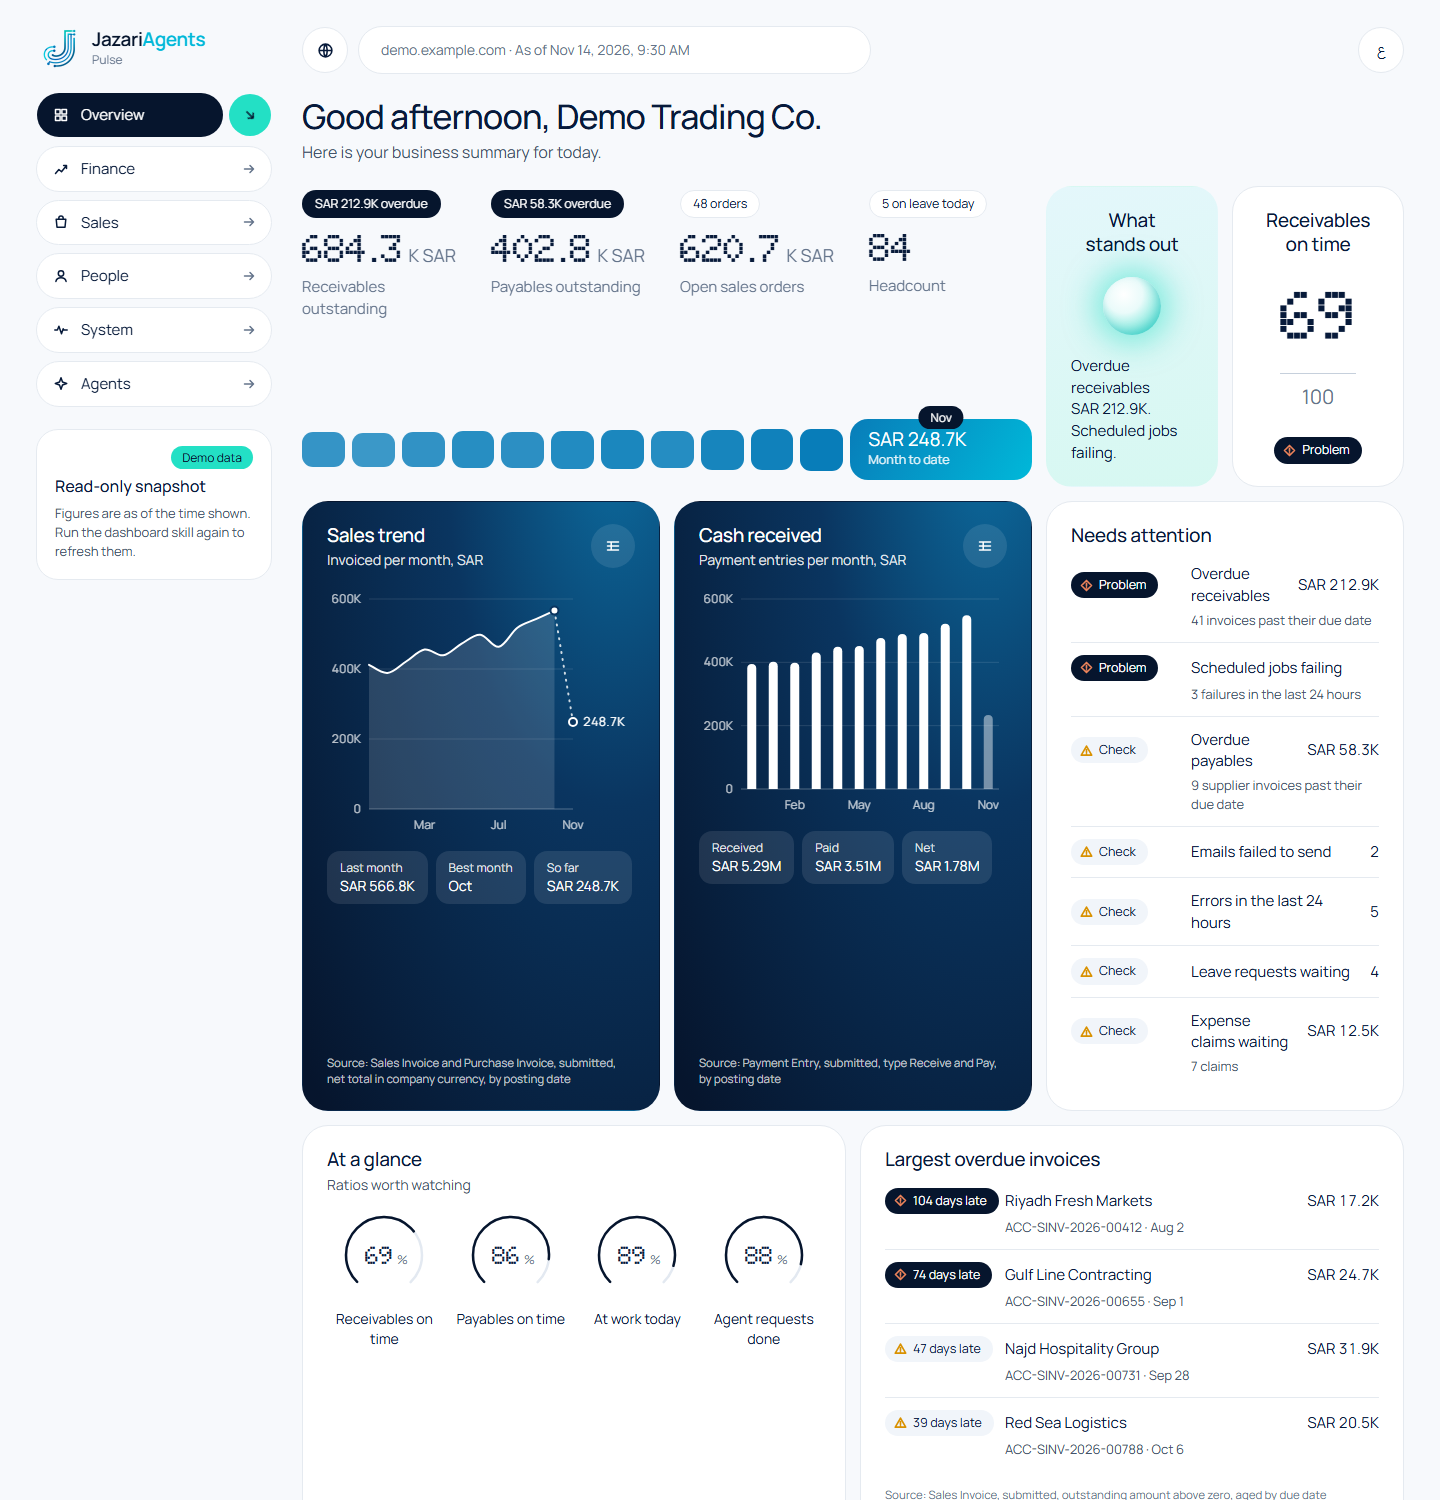 JazariAgents
Pulse
demo.example.com · As of Nov 14, 2026, 9:30 AM
ع
Overview
Finance
Sales
People
System
Agents
Demo data
Read-only snapshot
Figures are as of the time shown.
Run the dashboard skill again to
refresh them.
Good afternoon, Demo Trading Co.
Here is your business summary for today.
SAR 212.9K overdue
684.3 K SAR
Receivables
outstanding
SAR 58.3K overdue
402.8 K SAR
Payables outstanding
48 orders
620.7 K SAR
Open sales orders
5 on leave today
84
Headcount
Nov
SAR 248.7K
Month to date
What
stands out
Overdue
receivables
SAR 212.9K.
Scheduled jobs
failing.
Receivables
on time
69
100
Problem
Sales trend
Invoiced per month, SAR
600K
400K
200K
0
248.7K
Mar Jul Nov
Last month
SAR 566.8K
Best month
Oct
So far
SAR 248.7K
Source: Sales Invoice and Purchase Invoice, submitted,
net total in company currency, by posting date
Cash received
Payment entries per month, SAR
600K
400K
200K
0
Feb May Aug Nov
Received
SAR 5.29M
Paid
SAR 3.51M
Net
SAR 1.78M
Source: Payment Entry, submitted, type Receive and Pay,
by posting date
Needs attention
Problem
Overdue
receivables
SAR 212.9K
41 invoices past their due date
Problem
Scheduled jobs failing
3 failures in the last 24 hours
Check
Overdue
payables
SAR 58.3K
9 supplier invoices past their
due date
Check
Emails failed to send
2
Check
Errors in the last 24
hours
5
Check
Leave requests waiting
4
Check
Expense
claims waiting
SAR 12.5K
7 claims
At a glance
Ratios worth watching
69 %
Receivables on
time
86 %
Payables on time
89 %
At work today
88 %
Agent requests
done
Largest overdue invoices
104 days late
Riyadh Fresh Markets
SAR 17.2K
ACC-SINV-2026-00412 · Aug 2
74 days late
Gulf Line Contracting
SAR 24.7K
ACC-SINV-2026-00655 · Sep 1
47 days late
Najd Hospitality Group
SAR 31.9K
ACC-SINV-2026-00731 · Sep 28
39 days late
Red Sea Logistics
SAR 20.5K
ACC-SINV-2026-00788 · Oct 6
Source: Sales Invoice, submitted, outstanding amount above zero, aged by due date